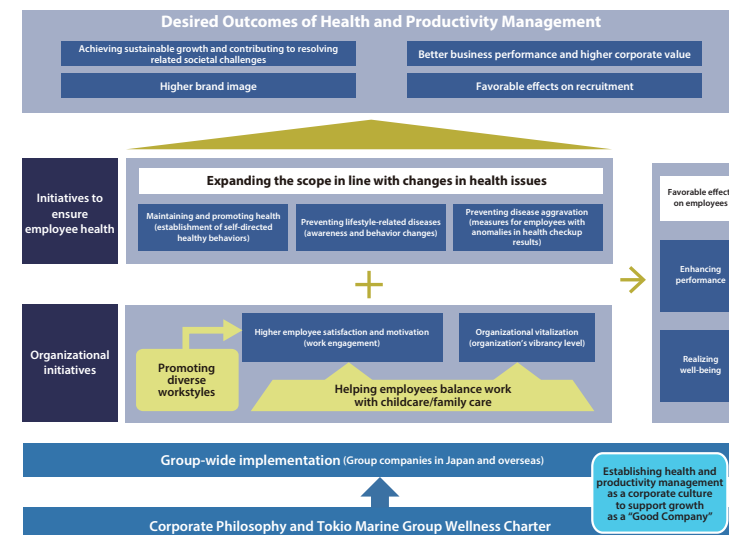 Desired Outcomes of Health and Productivity Management
Achieving sustainable growth and contributing to resolving
related societal challenges
Better business performance and higher corporate value
Higher brand image
Favorable effects on recruitment
Initiatives to
ensure
employee health
Expanding the scope in line with changes in health issues
Maintaining and promoting health
(establishment of self-directed
healthy behaviors)
Preventing lifestyle-related diseases
(awareness and behavior changes)
Preventing disease aggravation
(measures for employees with
anomalies in health checkup
results)
Favorable effect
on employees
Enhancing
performance
Realizing
well-being
Organizational
initiatives
Higher employee satisfaction and motivation
(work engagement)
Organizational vitalization
(organization's vibrancy level)
Promoting
diverse
workstyles
Helping employees balance work
with childcare/family care
Group-wide implementation (Group companies in Japan and overseas)
Establishing health and
productivity management
as a corporate culture
to support growth
as a “Good Company”
Corporate Philosophy and Tokio Marine Group Wellness Charter